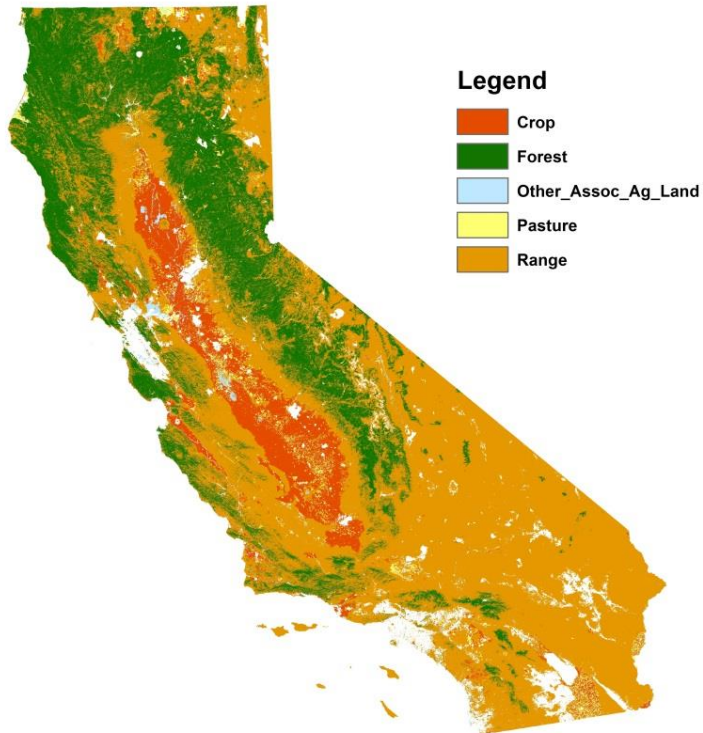 Legend
Crop
Forest
Other_Assoc_Ag_Land
Pasture
Range